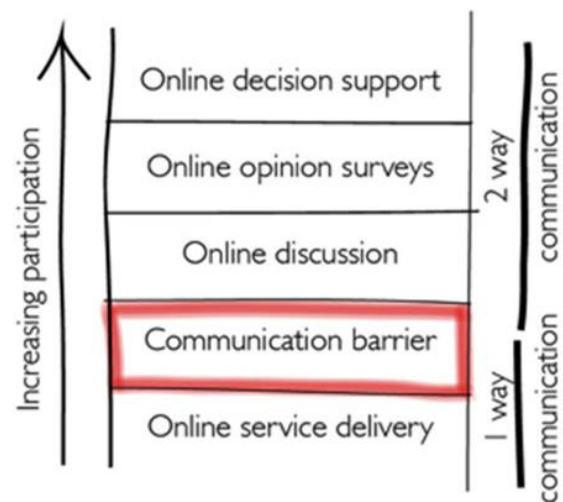 Increasing participation
Online decision support
Online opinion surveys
Online discussion
Communication barrier
Online service delivery
2 way
communication
1 way
communication